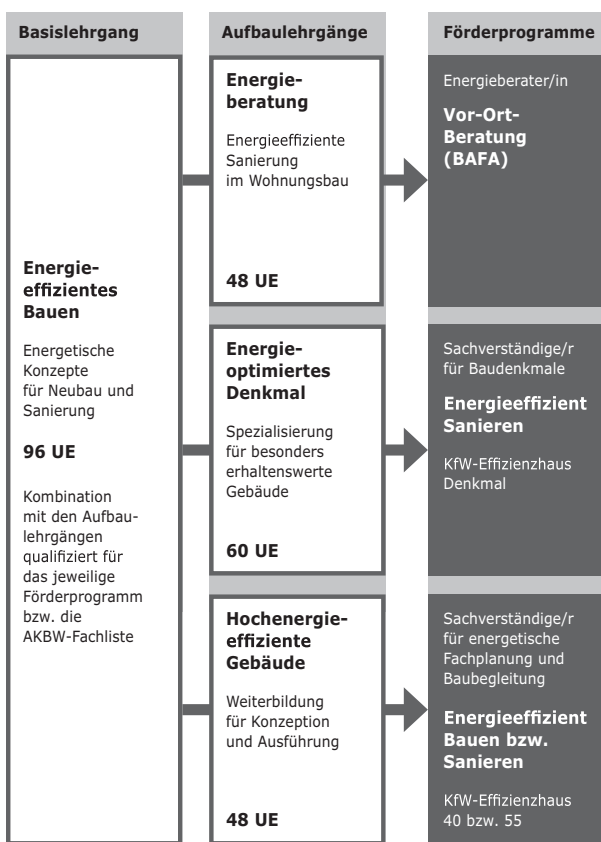 Basislehrgang
Energie-
effizientes
Bauen
Energetische
Konzepte
für Neubau und
Sanierung
96 UE
Kombination
mit den Aufbau-
lehrgängen
qualifiziert für
das jeweilige
Förderprogramm
bzw. die
AKBW-Fachliste
Aufbaulehrgänge
Energie-
beratung
Energieeffiziente
Sanierung
im Wohnungsbau
48 UE
Energie-
optimiertes
Denkmal
Spezialisierung
für besonders
erhaltenswerte
Gebäude
60 UE
Hochenergie-
effiziente
Gebäude
Weiterbildung
für Konzeption
und Ausführung
48 UE
Förderprogramme
Energieberater/in
Vor-Ort-
Beratung
(BAFA)
Sachverständige/r
für Baudenkmale
Energieeffizient
Sanieren
KfW-Effizienzhaus
Denkmal
Sachverständige/r
für energetische
Fachplanung und
Baubegleitung
Energieeffizient
Bauen bzw.
Sanieren
KfW-Effizienzhaus
40 bzw. 55